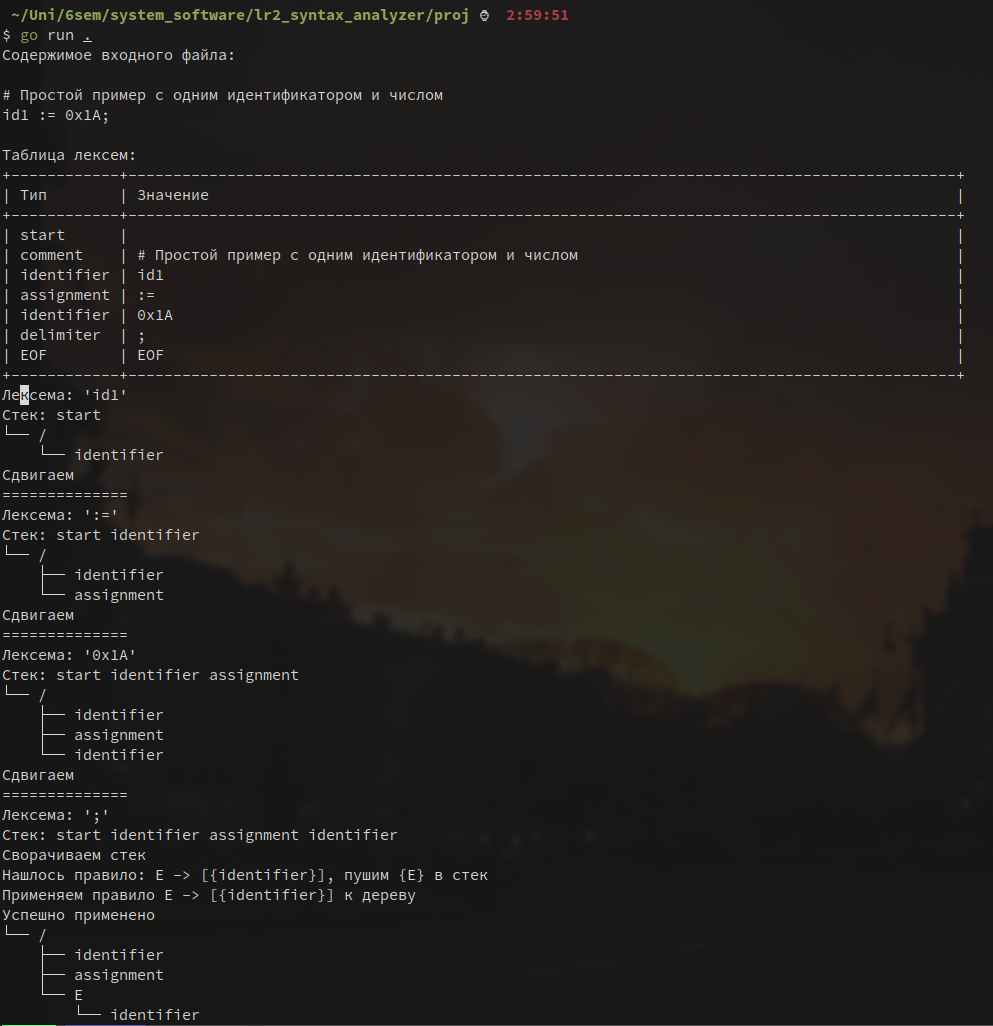 ~/Uni/6sem/system_software/lr2_syntax_analyzer/proj ⌚ 2:59:51
$ go run .
Содержимое входного файла:
# Простой пример с одним идентификатором и числом
id1 := 0x1A;
Таблица лексем:
+------------+--------------------------------------------------------------------------------------------+
| Тип | Значение |
+------------+--------------------------------------------------------------------------------------------+
| start | |
| comment | # Простой пример с одним идентификатором и числом |
| identifier | id1 |
| assignment | := |
| identifier | 0x1A |
| delimiter | ; |
| EOF | EOF |
+------------+--------------------------------------------------------------------------------------------+
Лексема: 'id1'
Стек: start
└── /
    └── identifier
Сдвигаем
==============
Лексема: ':='
Стек: start identifier
└── /
    ├── identifier
    └── assignment
Сдвигаем
==============
Лексема: '0x1A'
Стек: start identifier assignment
└── /
    ├── identifier
    ├── assignment
    └── identifier
Сдвигаем
==============
Лексема: ';'
Стек: start identifier assignment identifier
Сворачиваем стек
Нашлось правило: E -> [{identifier}], пушим {E} в стек
Применяем правило E -> [{identifier}] к дереву
Успешно применено
└── /
    ├── identifier
    ├── assignment
    └── E
        └── identifier